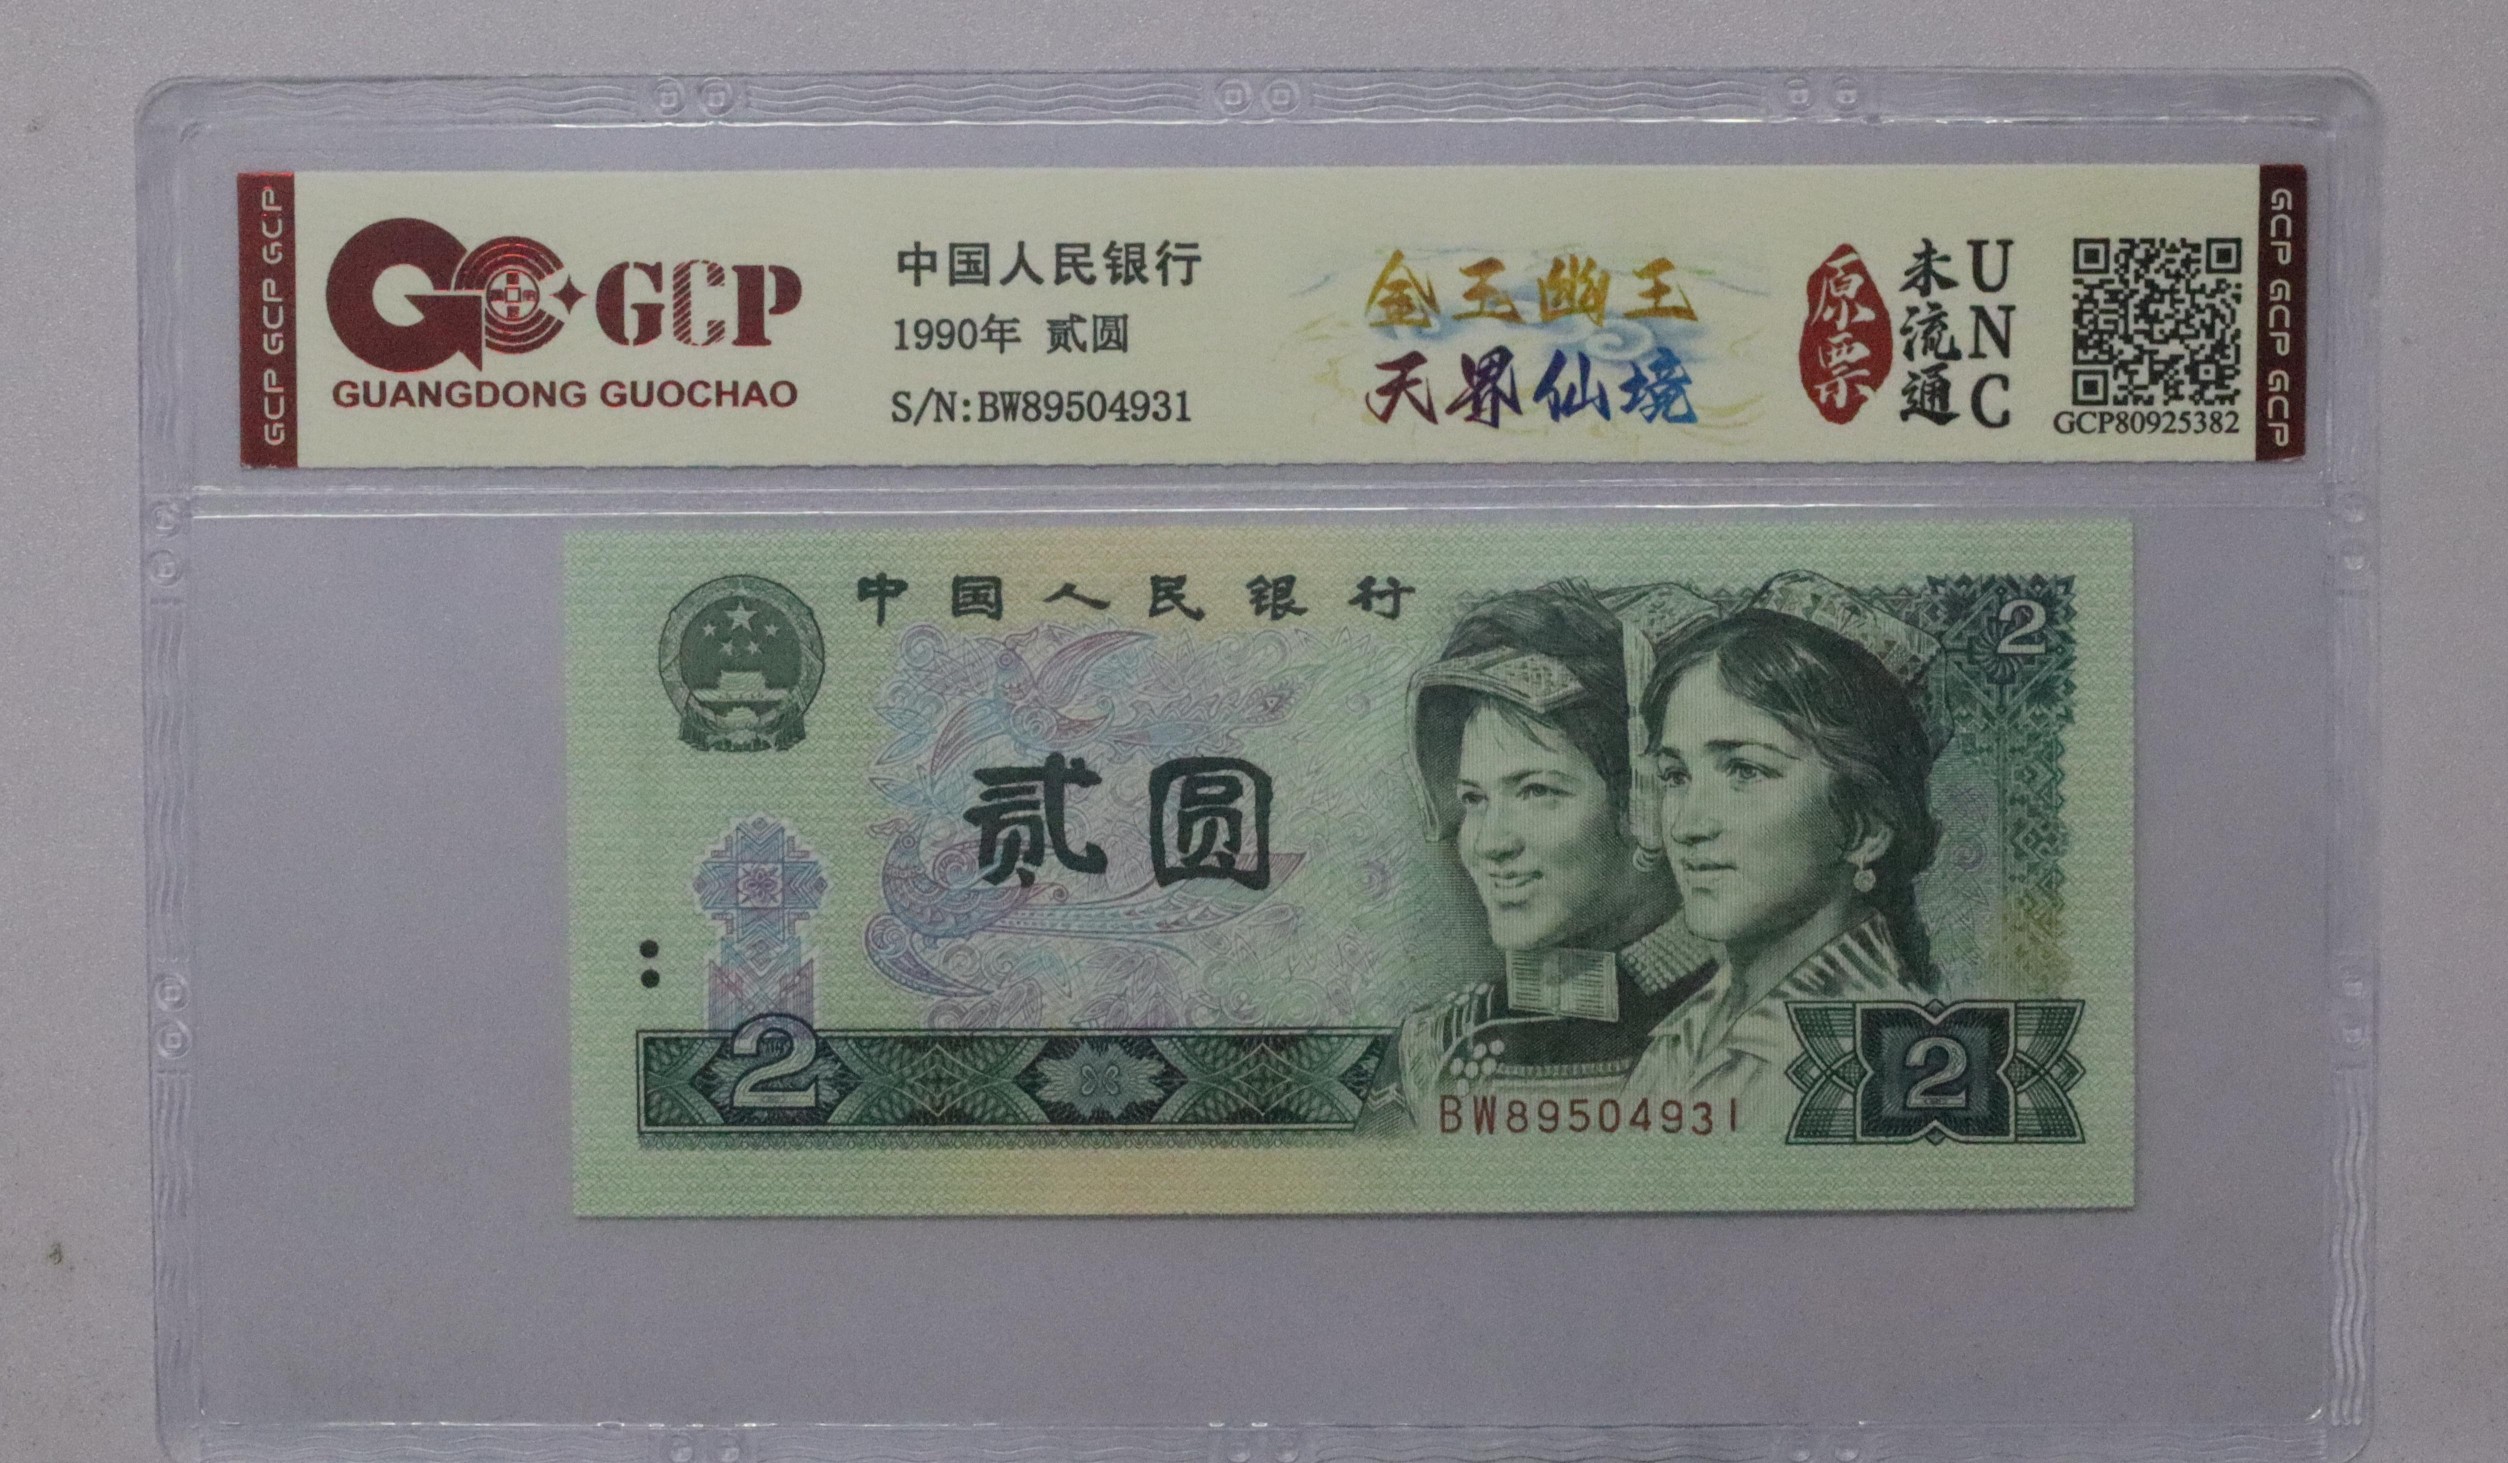 GCP GCP GCP
GCP
GUANGDONG GUOCHAO
中国人民银行
1990年 贰圆
S/N:BW89504931
金玉幽王
天界仙境
原票
未流通
UNC
GCP80925382
GCP GCP GCP
中国人民银行
2
贰圆
2
BW89504931
2